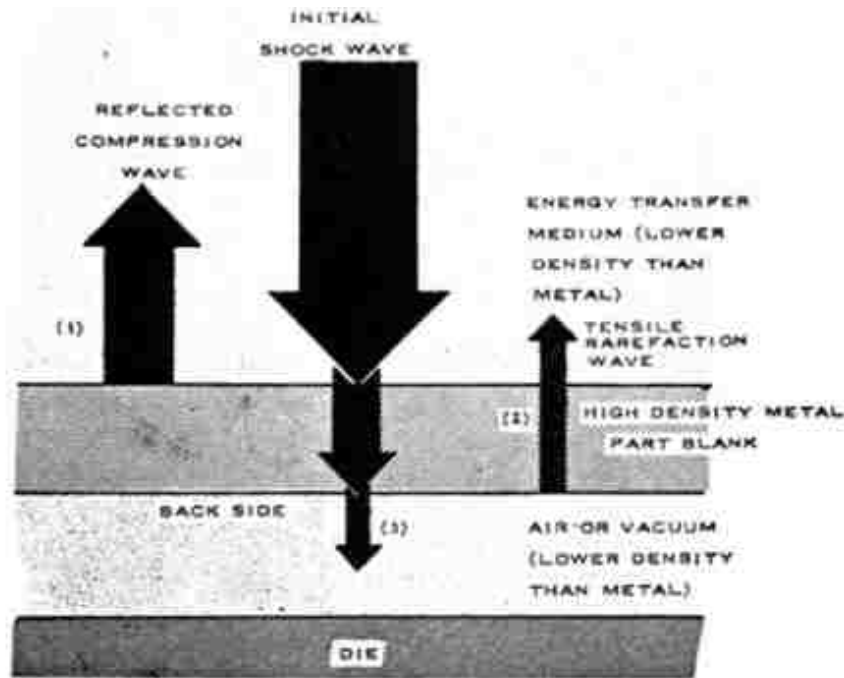 INITIAL
SHOCK WAVE
REFLECTED
COMPRESSION
WAVE
(1)
ENERGY TRANSFER
MEDIUM (LOWER
DENSITY THAN
METAL)
TENSILE
RAREFACTION
WAVE
(2)
HIGH DENSITY METAL
PART BLANK
BACK SIDE
(3)
AIR OR VACUUM
(LOWER DENSITY
THAN METAL)
DIE